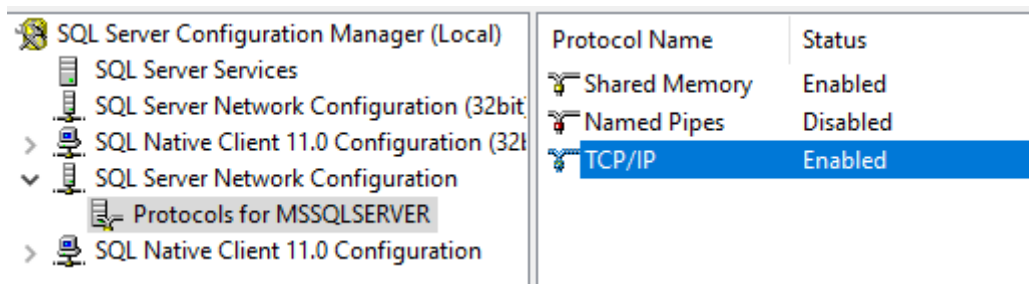 SQL Server Configuration Manager (Local)
SQL Server Services
SQL Server Network Configuration (32bit
SQL Native Client 11.0 Configuration (32b
SQL Server Network Configuration
Protocols for MSSQLSERVER
SQL Native Client 11.0 Configuration
Protocol Name Status
Shared Memory Enabled
Named Pipes Disabled
TCP/IP Enabled